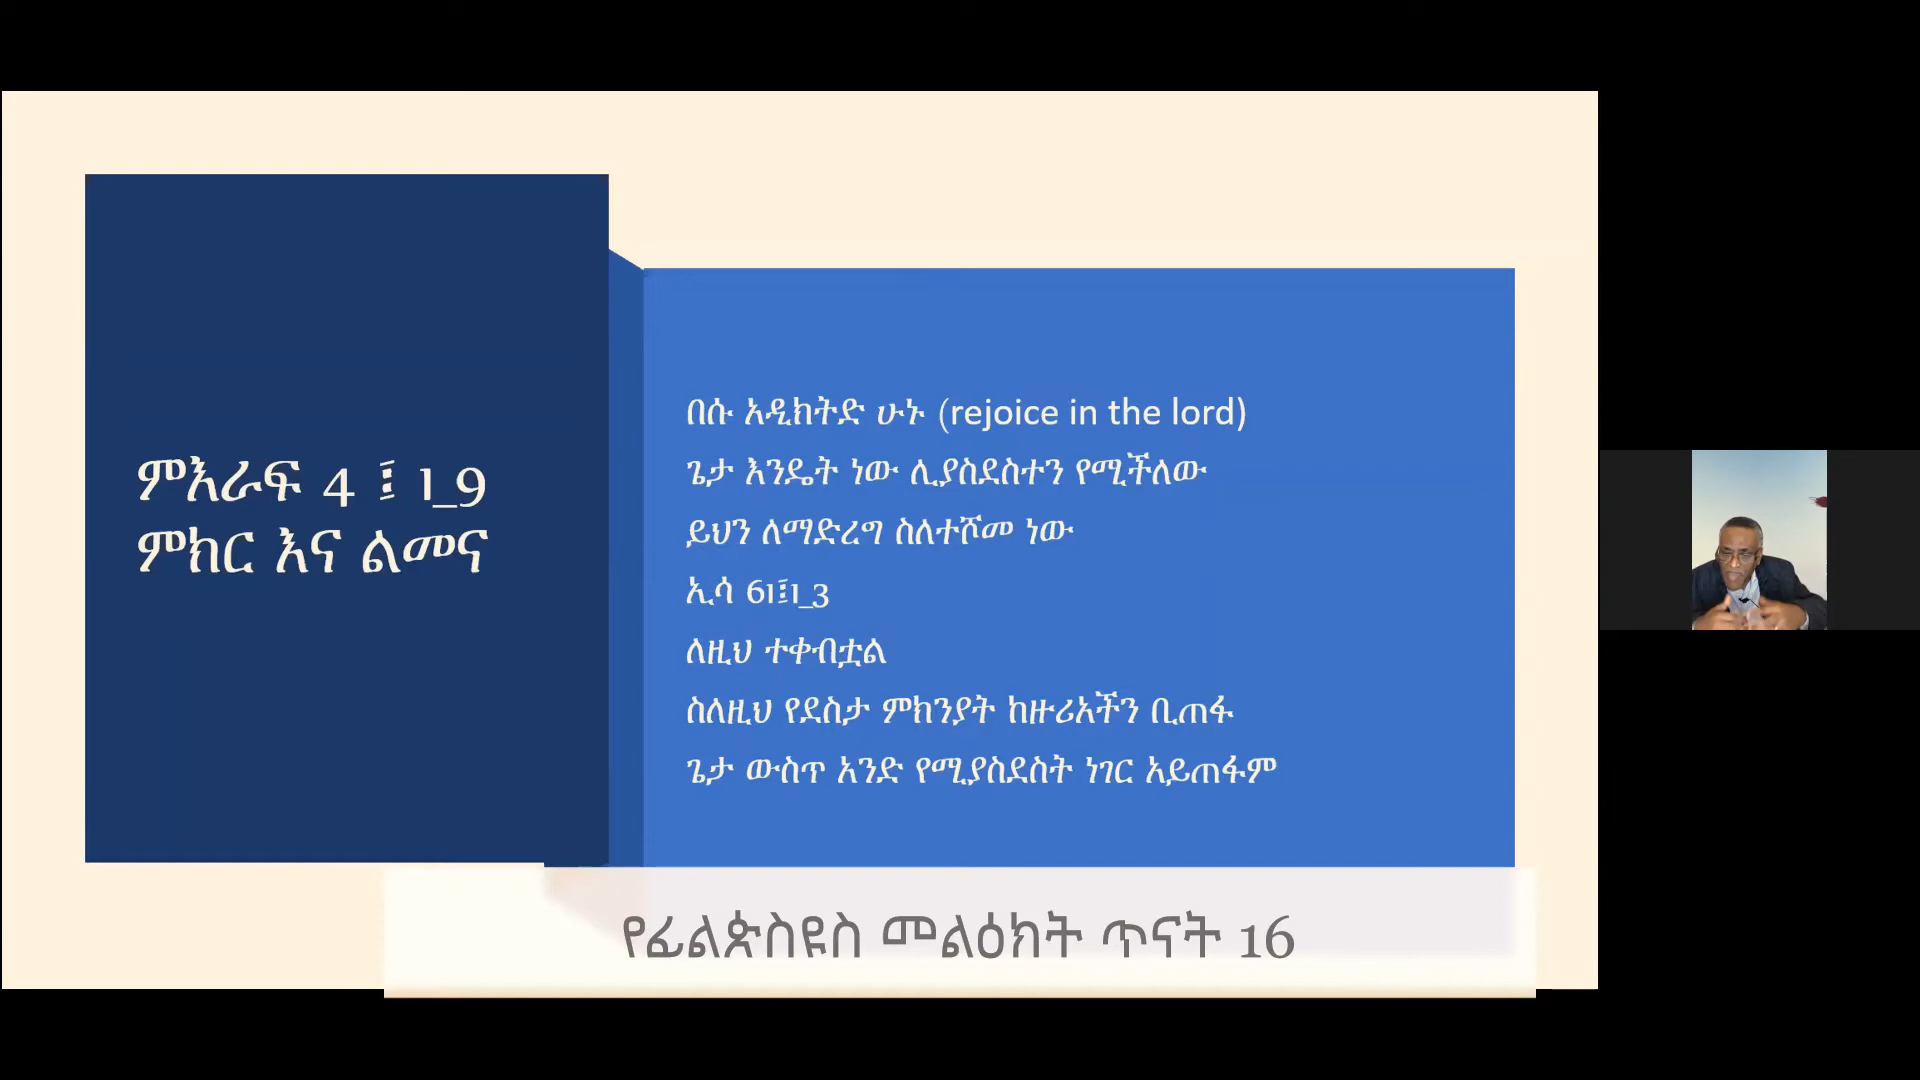 ምእራፍ 4 ፤ 1_9
ምክር እና ልመና
በሱ አዲክትድ ሁኑ (rejoice in the lord)
ጌታ እንዴት ነው ሊያስደስተን የሚችለው
ይህን ለማድረግ ስለተሾመ ነው
ኢሳ 61፤1_3
ለዚህ ተቀብቷል
ስለዚህ የደስታ ምክንያት ከዙሪአችን ቢጠፋ
ጌታ ውስጥ አንድ የሚያስደስት ነገር አይጠፋም
የፊልጵስዩስ መልዕክት ጥናት 16